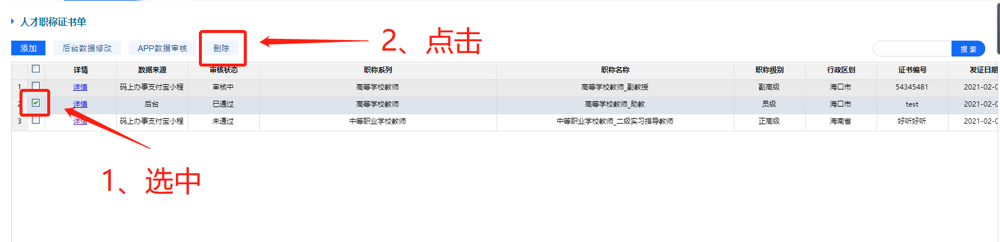 人才职称证书单
添加 后台数据修改 APP数据审核 删除 2、点击 搜 索
详情 数据来源 审核状态 职称系列 职称名称 职称级别 行政区划 证书编号 发证日期
1 详情 码上办事支付宝小程 审核中 高等学校教师 高等学校教师_副教授 副高级 海口市 54345481 2021-02-0
2 详情 后台 已通过 高等学校教师 高等学校教师_助教 员级 海口市 test 2021-02-0
3 详情 码上办事支付宝小程 未通过 中等职业学校教师 中等职业学校教师_二级实习指导教师 正高级 海南省 好听好听 2021-02-0
1、选中